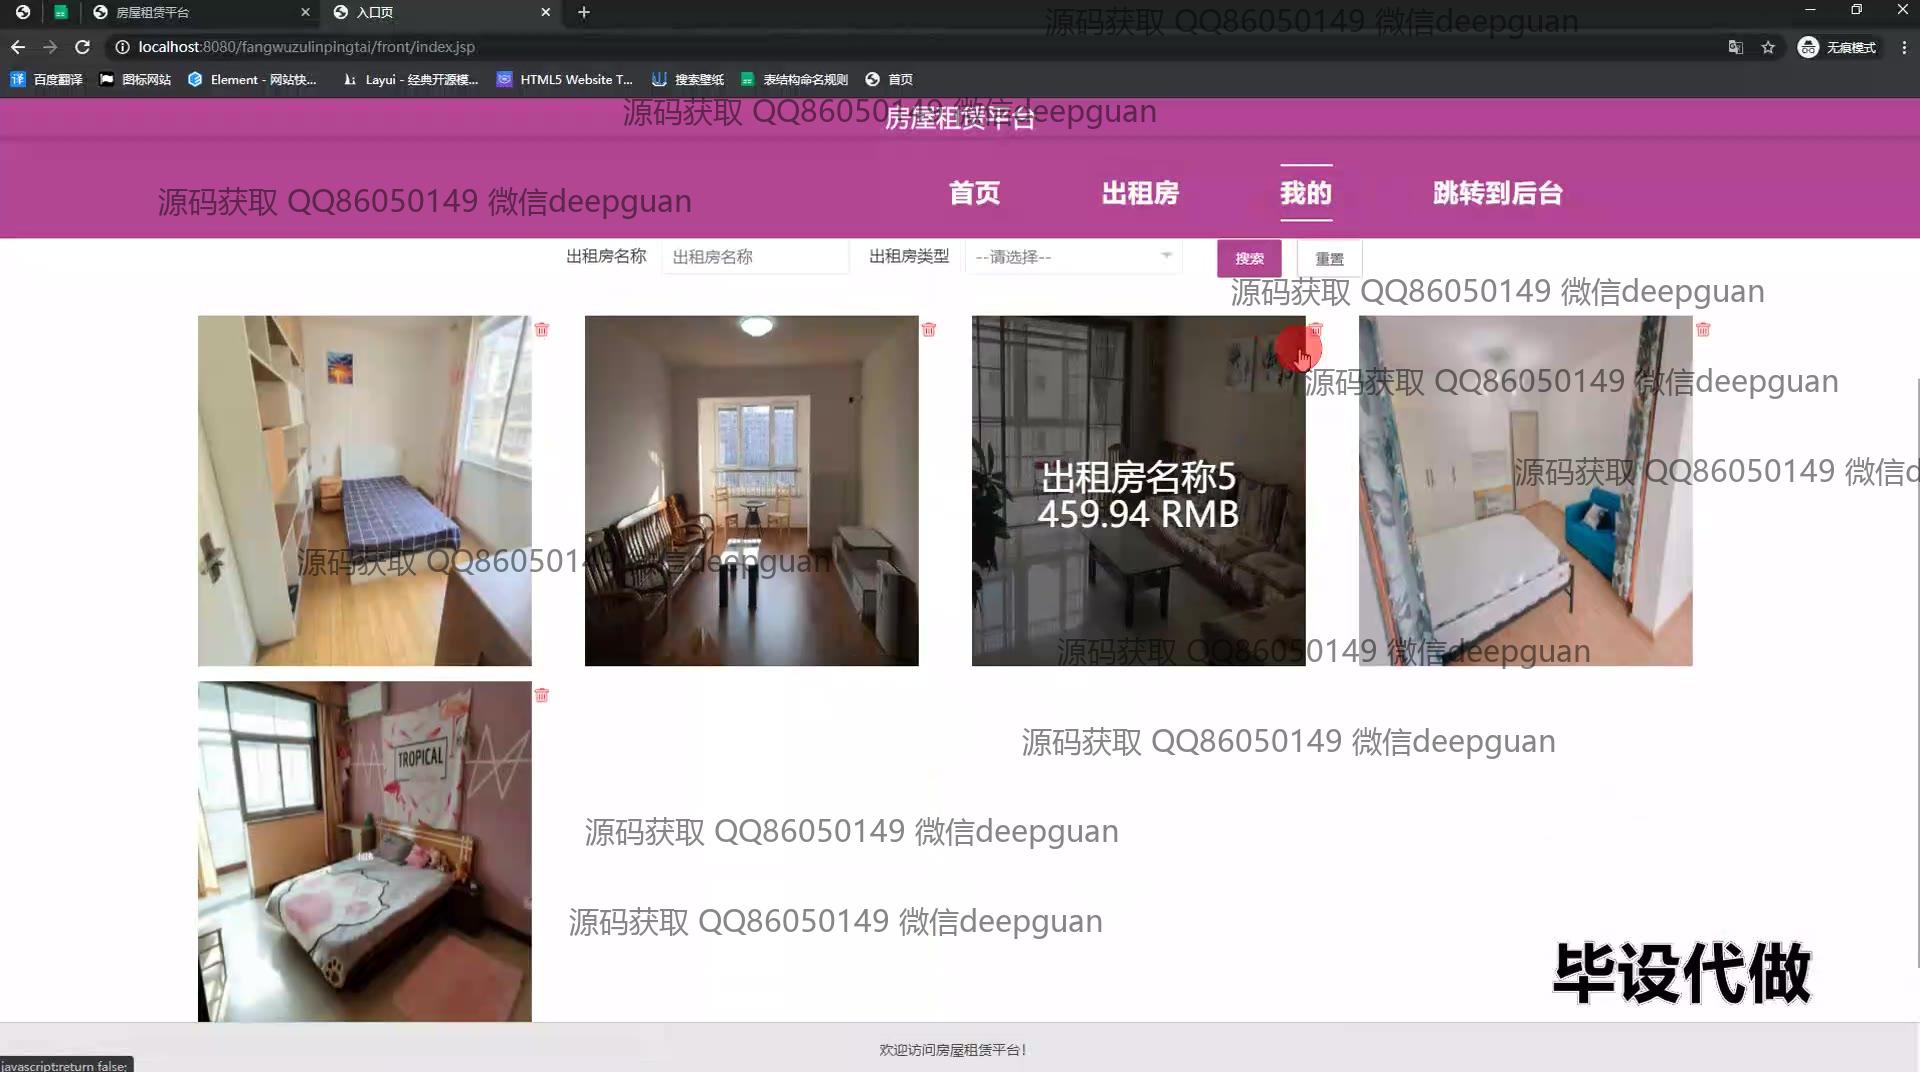 房屋租赁平台
入口页
源码获取 QQ86050149 微信deepguan
localhost:8080/fangwuzulinpingtai/front/index.jsp
无痕模式
百度翻译
图标网站
Element - 网站快...
Layui - 经典开源模...
HTML5 Website T...
搜索壁纸
表结构命名规则
首页
源码获取 QQ86050149 微信deepguan
房屋租赁平台
源码获取 QQ86050149 微信deepguan
首页
出租房
我的
跳转到后台
出租房名称
出租房名称
出租房类型
--请选择--
搜索
重置
源码获取 QQ86050149 微信deepguan
源码获取 QQ86050149 微信deepguan
源码获取 QQ86050149 微信d
出租房名称5
459.94 RMB
源码获取 QQ86050149 微信deepguan
源码获取 QQ86050149 微信deepguan
TROPICAL
源码获取 QQ86050149 微信deepguan
源码获取 QQ86050149 微信deepguan
源码获取 QQ86050149 微信deepguan
毕设代做
欢迎访问房屋租赁平台!
javascript:return false;